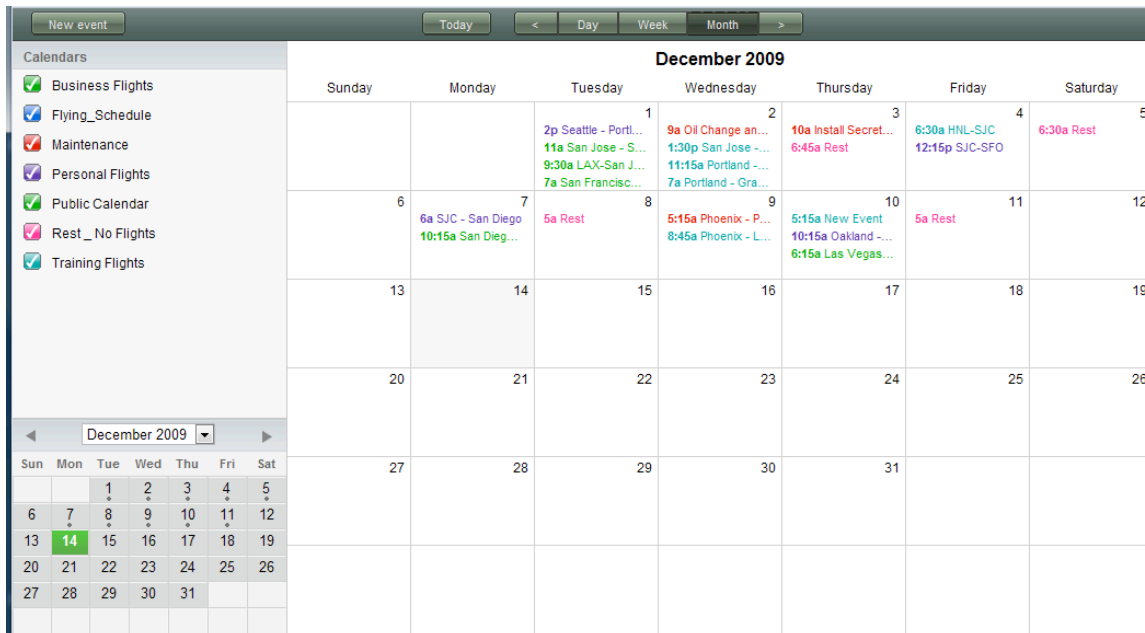 New event
Today < Day Week Month >
Calendars
Business Flights
Flying_Schedule
Maintenance
Personal Flights
Public Calendar
Rest _ No Flights
Training Flights
December 2009
Sunday Monday Tuesday Wednesday Thursday Friday Saturday
1 2 3 4 5
2p Seattle - Portl... 9a Oil Change an... 10a Install Secret... 6:30a HNL-SJC 6:30a Rest
11a San Jose - S... 1:30p San Jose -... 6:45a Rest 12:15p SJC-SFO
9:30a LAX-San J... 11:15a Portland -...
7a San Francisc... 7a Portland - Gra...
6 7 8 9 10 11 12
6a SJC - San Diego 5a Rest 5:15a Phoenix - P... 5:15a New Event 5a Rest
10:15a San Dieg... 8:45a Phoenix - L... 10:15a Oakland -...
6:15a Las Vegas...
13 14 15 16 17 18 19
20 21 22 23 24 25 26
27 28 29 30 31
December 2009
Sun Mon Tue Wed Thu Fri Sat
1 2 3 4 5
6 7 8 9 10 11 12
13 14 15 16 17 18 19
20 21 22 23 24 25 26
27 28 29 30 31